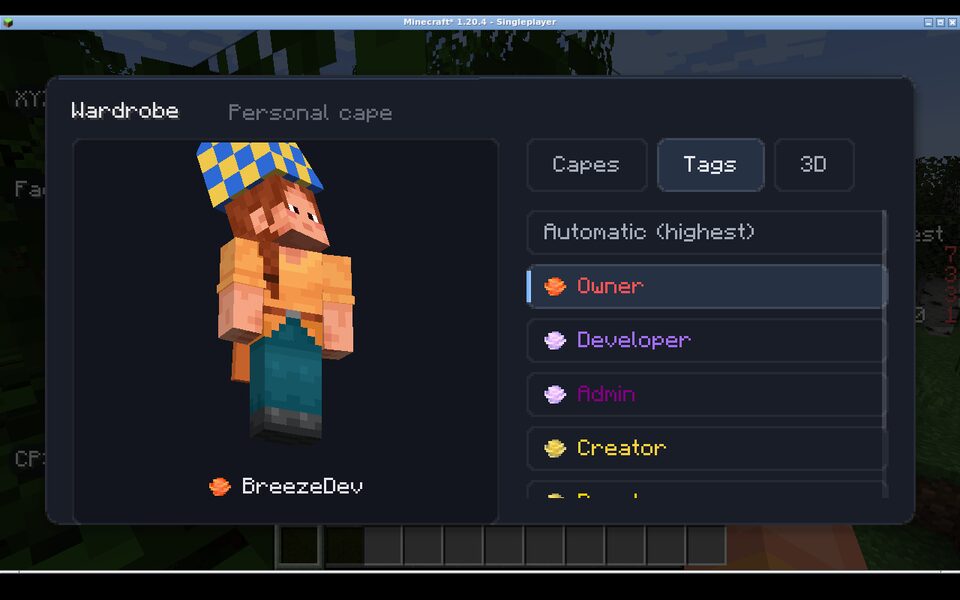 Minecraft* 1.20.4 - Singleplayer
Wardrobe
Personal cape
Capes
Tags
3D
Automatic (highest)
Owner
Developer
Admin
Creator
BreezeDev